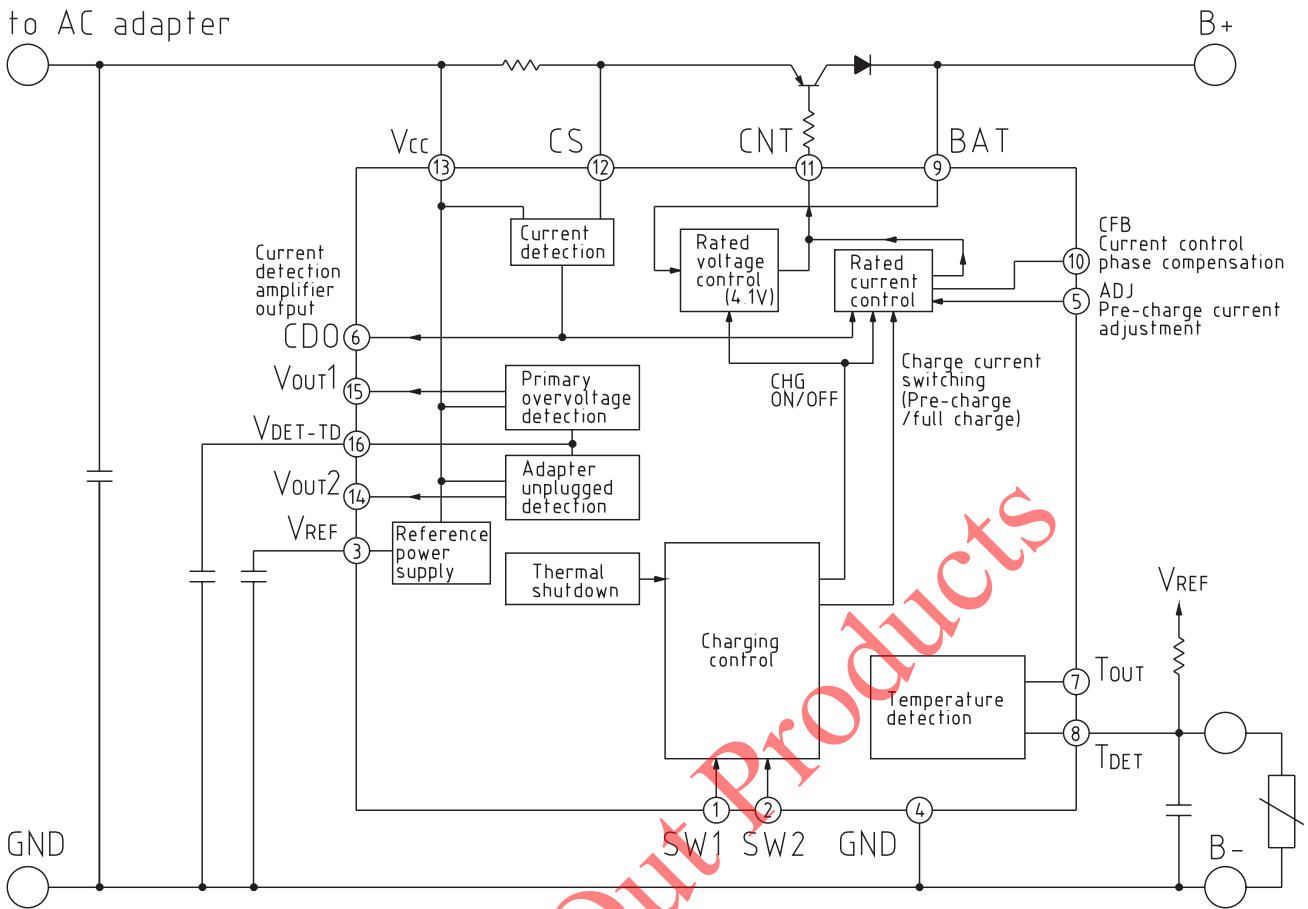 to AC adapter
B+
Vcc
CS
CNT
BAT
13
12
11
9
Current
detection
amplifier
output
Current
detection
Rated
voltage
control
(4.1V)
Rated
current
control
CFB
Current control
phase compensation
10
5
ADJ
Pre-charge current
adjustment
CDO
6
VOUT1
15
Primary
overvoltage
detection
CHG
ON/OFF
Charge current
switching
(Pre-charge
/full charge)
VDET-TD
16
VOUT2
14
Adapter
unplugged
detection
VREF
3
Reference
power
supply
Thermal
shutdown
Charging
control
VREF
Temperature
detection
7
TOUT
8
TDET
1
2
4
SW1
SW2
GND
GND
B-
Out Products